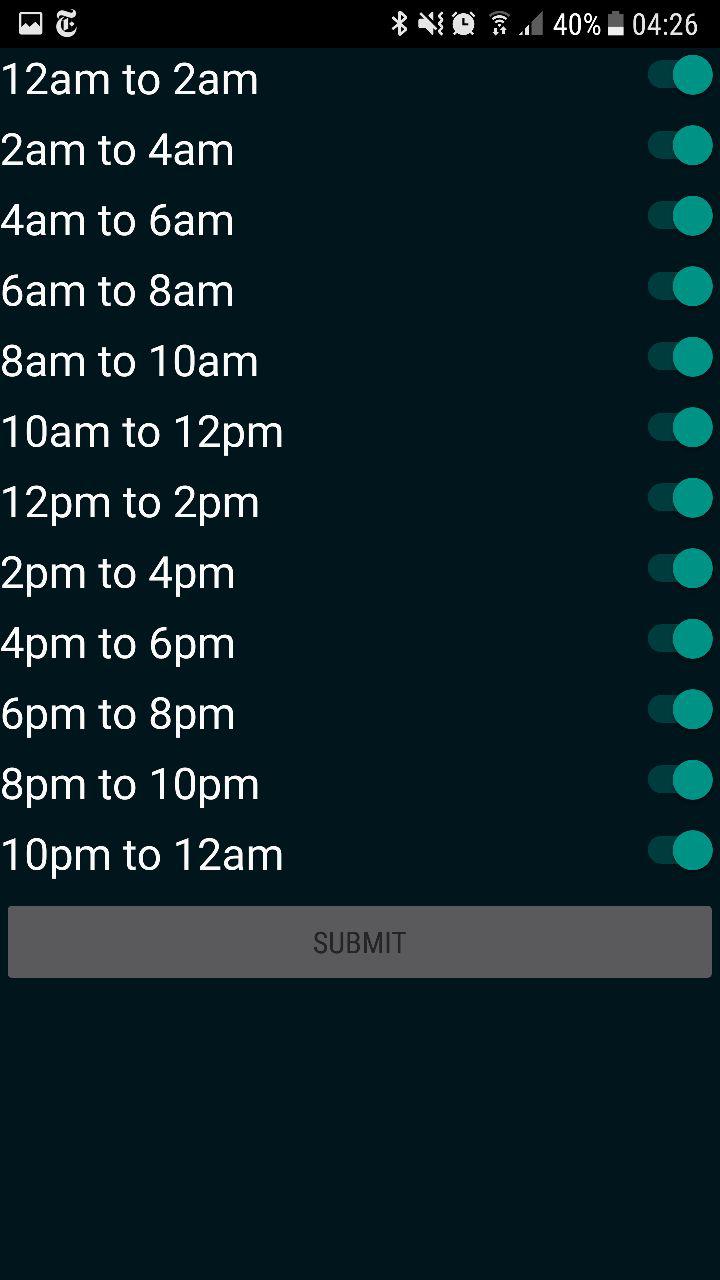 40% 04:26
12am to 2am
2am to 4am
4am to 6am
6am to 8am
8am to 10am
10am to 12pm
12pm to 2pm
2pm to 4pm
4pm to 6pm
6pm to 8pm
8pm to 10pm
10pm to 12am
SUBMIT